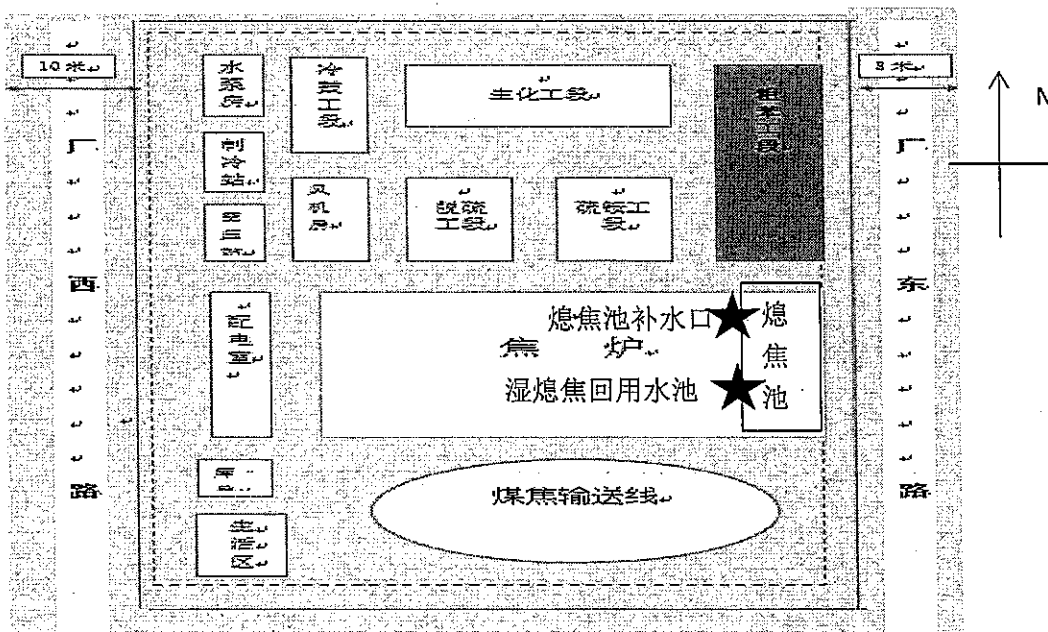 10米
8米
N
水泵房
冷鼓工段
生化工段
粗苯工段
制冷站
风机房
脱硫工段
硫铵工段
厂西路
厂东路
配电室
熄焦池补水口
熄焦池
焦炉
湿熄焦回用水池
煤焦输送线
生活区